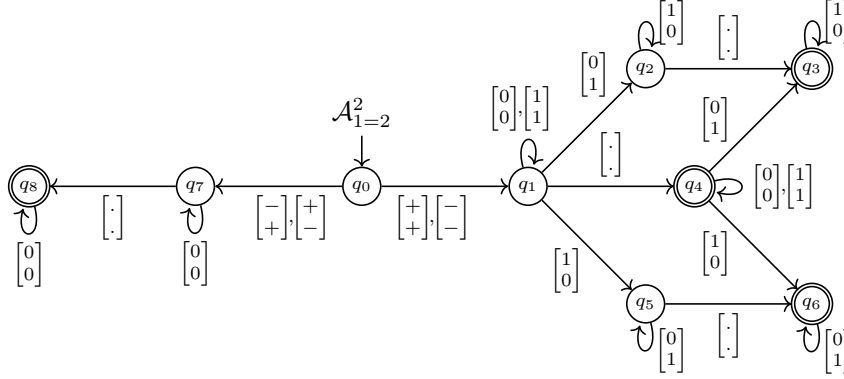 𝒜²₁₌₂
q₀
q₁
q₂
q₃
q₄
q₅
q₆
q₇
q₈
[− +],[+ −]
[+ +],[− −]
[. .]
[0 0]
[0 0]
[0 0],[1 1]
[0 1]
[1 0]
[. .]
[1 0]
[. .]
[0 1]
[0 0],[1 1]
[1 0]
[1 0]
[0 1]
[. .]
[0 1]